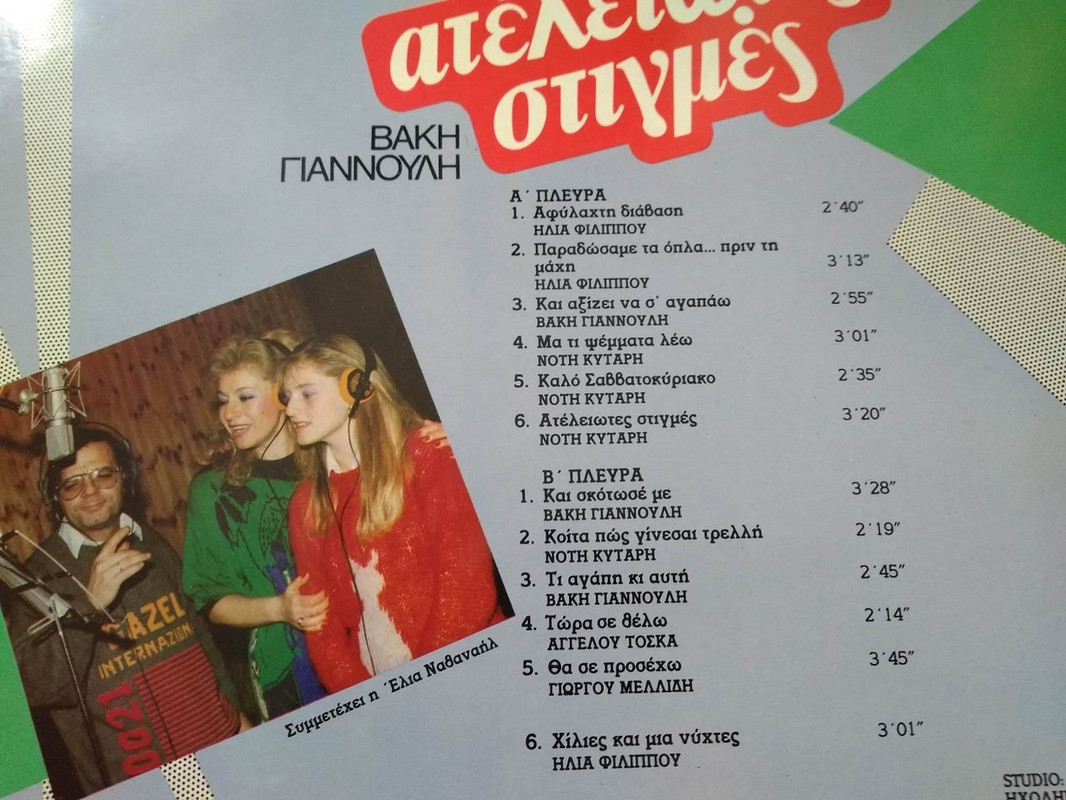 ατέλειωτες
στιγμές
ΒΑΚΗ
ΓΙΑΝΝΟΥΛΗ
Α΄ ΠΛΕΥΡΑ
1. Αφύλαχτη διάβαση 2΄40″
ΗΛΙΑ ΦΙΛΙΠΠΟΥ
2. Παραδώσαμε τα όπλα... πριν τη
μάχη 3΄13″
ΗΛΙΑ ΦΙΛΙΠΠΟΥ
3. Και αξίζει να σ΄ αγαπάω 2΄55″
ΒΑΚΗ ΓΙΑΝΝΟΥΛΗ
4. Μα τι ψέμματα λέω 3΄01″
ΝΟΤΗ ΚΥΤΑΡΗ
5. Καλό Σαββατοκύριακο 2΄35″
ΝΟΤΗ ΚΥΤΑΡΗ
6. Ατέλειωτες στιγμές 3΄20″
ΝΟΤΗ ΚΥΤΑΡΗ
Β΄ ΠΛΕΥΡΑ
1. Και σκότωσέ με 3΄28″
ΒΑΚΗ ΓΙΑΝΝΟΥΛΗ
2. Κοίτα πώς γίνεσαι τρελλή 2΄19″
ΝΟΤΗ ΚΥΤΑΡΗ
3. Τι αγάπη κι αυτή 2΄45″
ΒΑΚΗ ΓΙΑΝΝΟΥΛΗ
4. Τώρα σε θέλω 2΄14″
ΑΓΓΕΛΟΥ ΤΟΣΚΑ
5. Θα σε προσέχω 3΄45″
ΓΙΩΡΓΟΥ ΜΕΛΛΙΔΗ
6. Χίλιες και μια νύχτες 3΄01″
ΗΛΙΑ ΦΙΛΙΠΠΟΥ
GAZEL
INTERNAZIEN
0021
Συμμετέχει η ΄Ελια Ναθαναήλ
STUDIO: